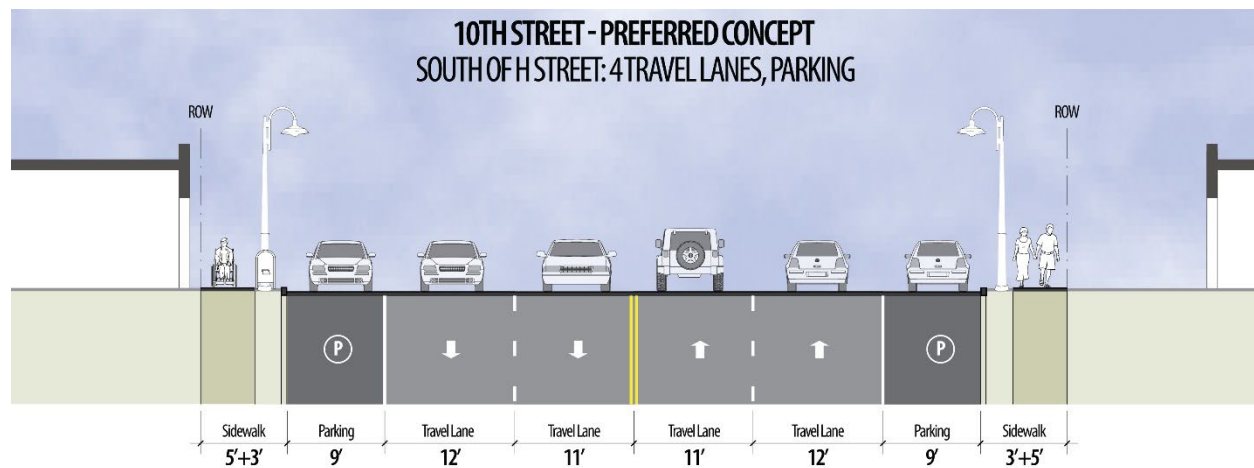 10TH STREET - PREFERRED CONCEPT
SOUTH OF H STREET: 4 TRAVEL LANES, PARKING
ROW
ROW
P
P
Sidewalk
Parking
Travel Lane
Travel Lane
Travel Lane
Travel Lane
Parking
Sidewalk
5'+3'
9'
12'
11'
11'
12'
9'
3'+5'